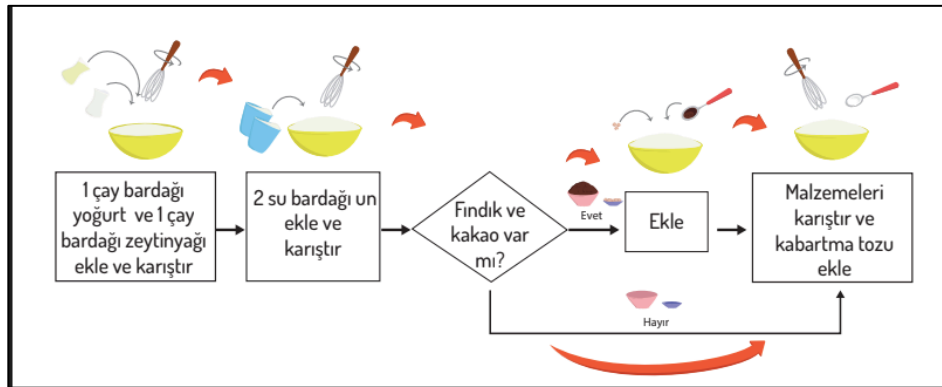 1 çay bardağı
yoğurt ve 1 çay
bardağı zeytinyağı
ekle ve karıştır
2 su bardağı un
ekle ve
karıştır
Fındık ve
kakao var
mı?
Evet
Ekle
Malzemeleri
karıştır ve
kabartma tozu
ekle
Hayır